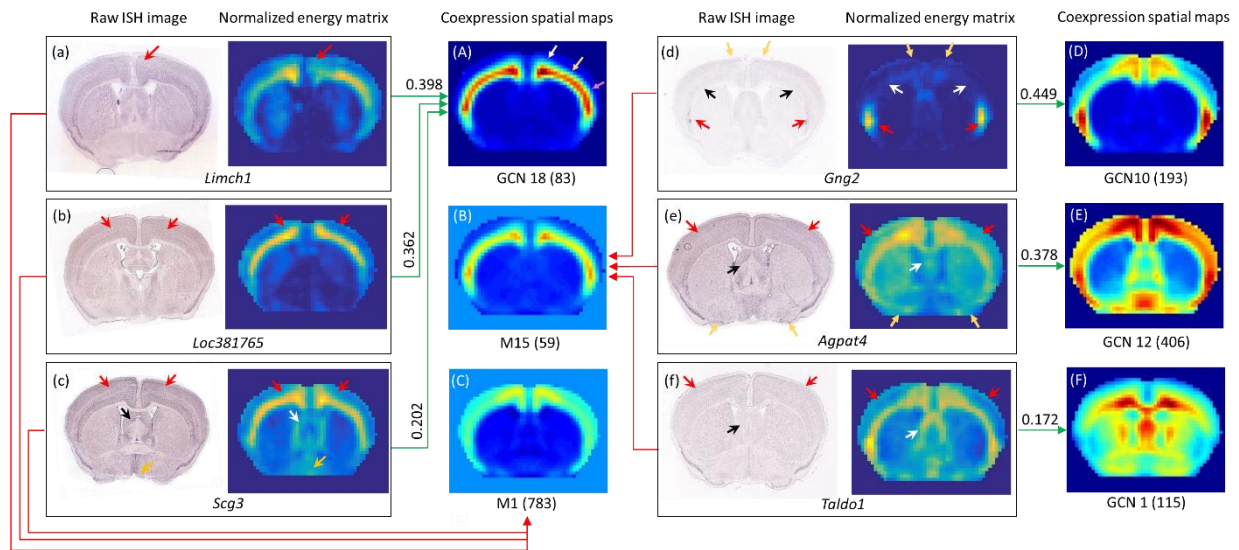 Raw ISH image Normalized energy matrix Coexpression spatial maps Raw ISH image Normalized energy matrix Coexpression spatial maps
(a)
Limch1
0.398
(A)
GCN 18 (83)
(b)
Loc381765
0.362
(B)
M15 (59)
(c)
Scg3
0.202
(C)
M1 (783)
(d)
Gng2
0.449
(D)
GCN10 (193)
(e)
Agpat4
0.378
(E)
GCN 12 (406)
(f)
Taldo1
0.172
(F)
GCN 1 (115)